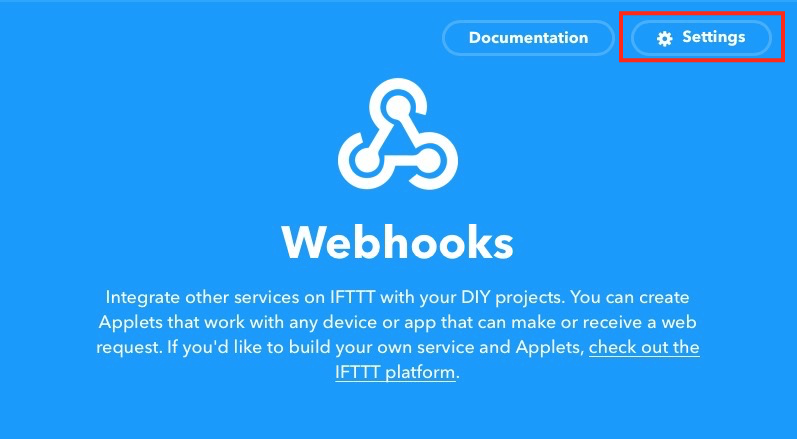 Documentation
Settings
Webhooks
Integrate other services on IFTTT with your DIY projects. You can create
Applets that work with any device or app that can make or receive a web
request. If you'd like to build your own service and Applets, check out the
IFTTT platform.